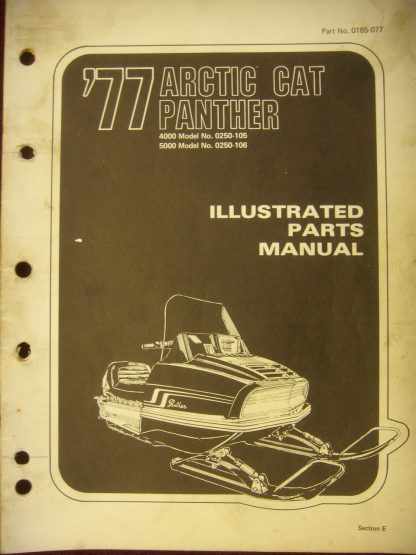 Part No. 0185-077
'77 ARCTIC CAT
PANTHER
4000 Model No. 0250-105
5000 Model No. 0250-106
ILLUSTRATED
PARTS
MANUAL
Panther
Section E